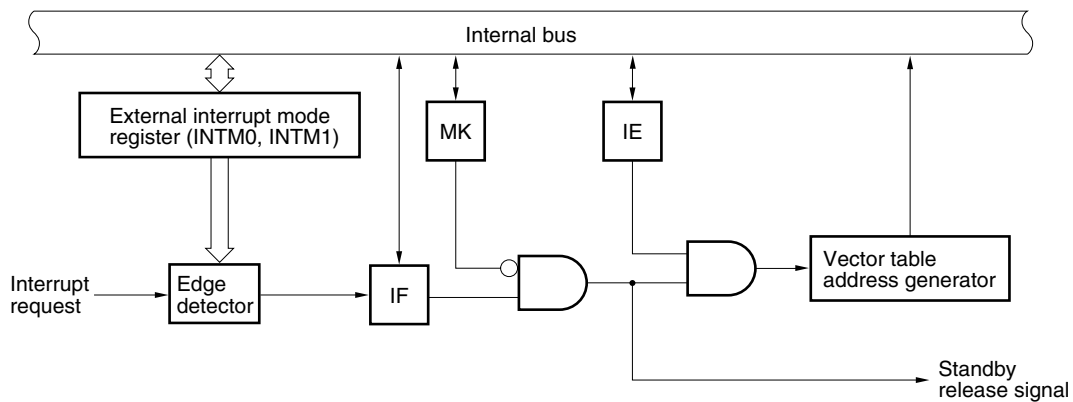 Internal bus
External interrupt mode
register (INTM0, INTM1)
MK
IE
Interrupt
request
Edge
detector
IF
Vector table
address generator
Standby
release signal